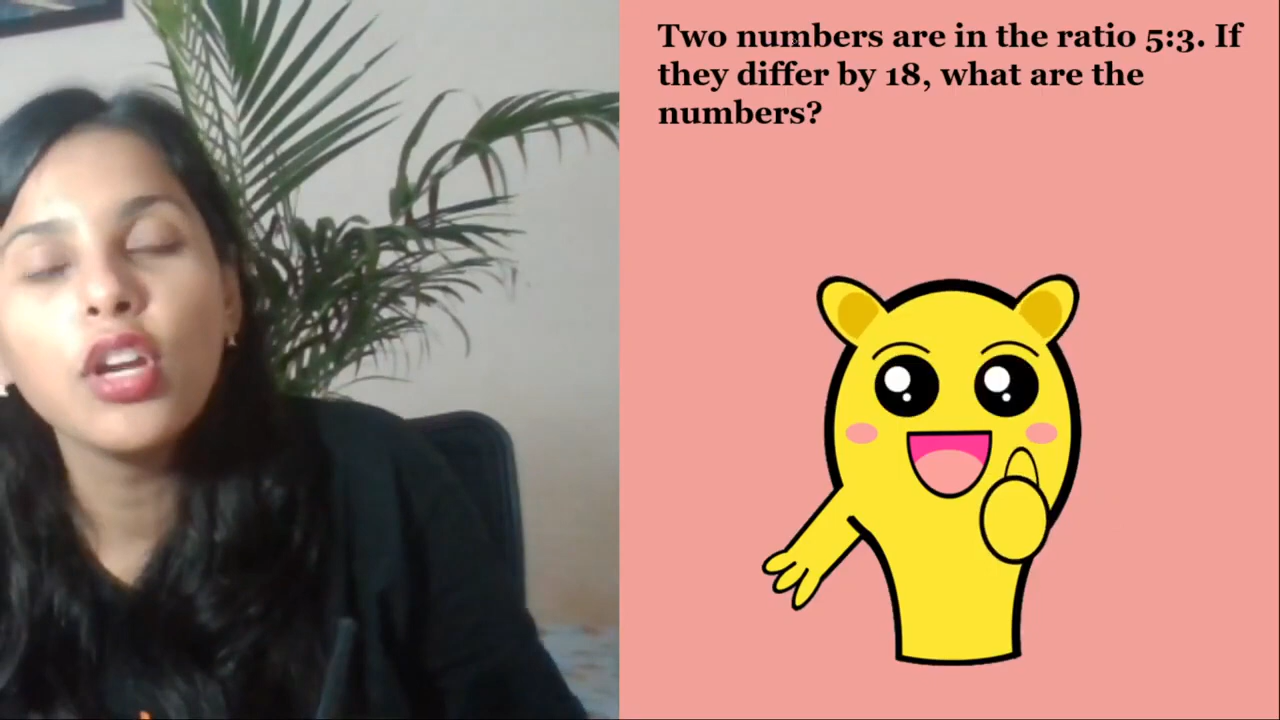 Two numbers are in the ratio 5:3. If
they differ by 18, what are the
numbers?